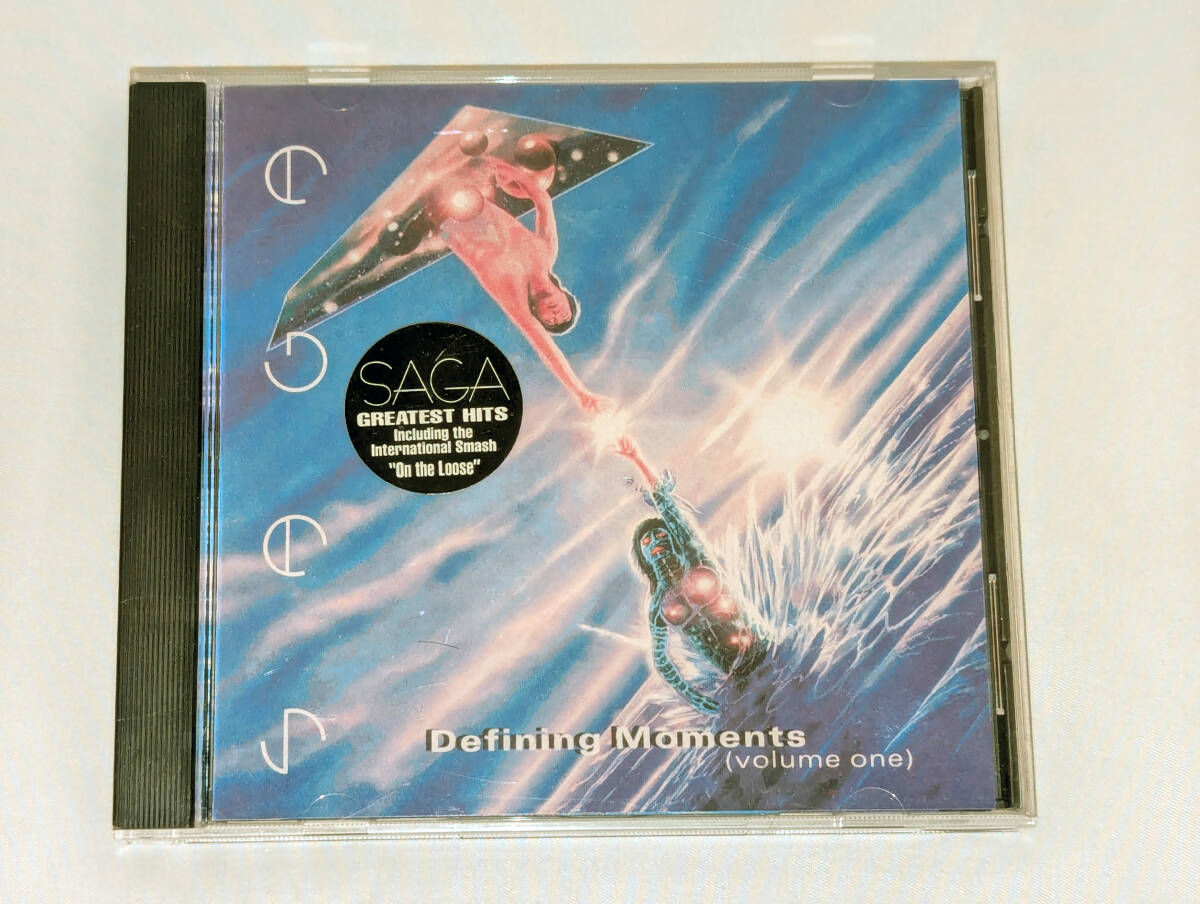 SAGA
SAGA
GREATEST HITS
Including the
International Smash
"On the Loose"
Defining Moments
(volume one)